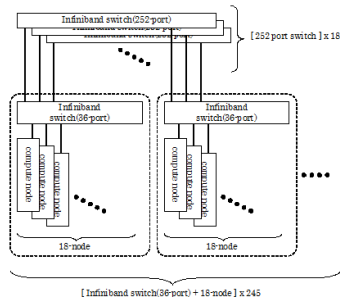 Infiniband switch(252-port)
[ 252 port switch ] x 18
Infiniband
switch(36-port)
Infiniband
switch(36-port)
compute node
compute node
compute node
compute node
compute node
compute node
18-node
18-node
[ Infiniband switch(36-port) + 18-node ] x 245